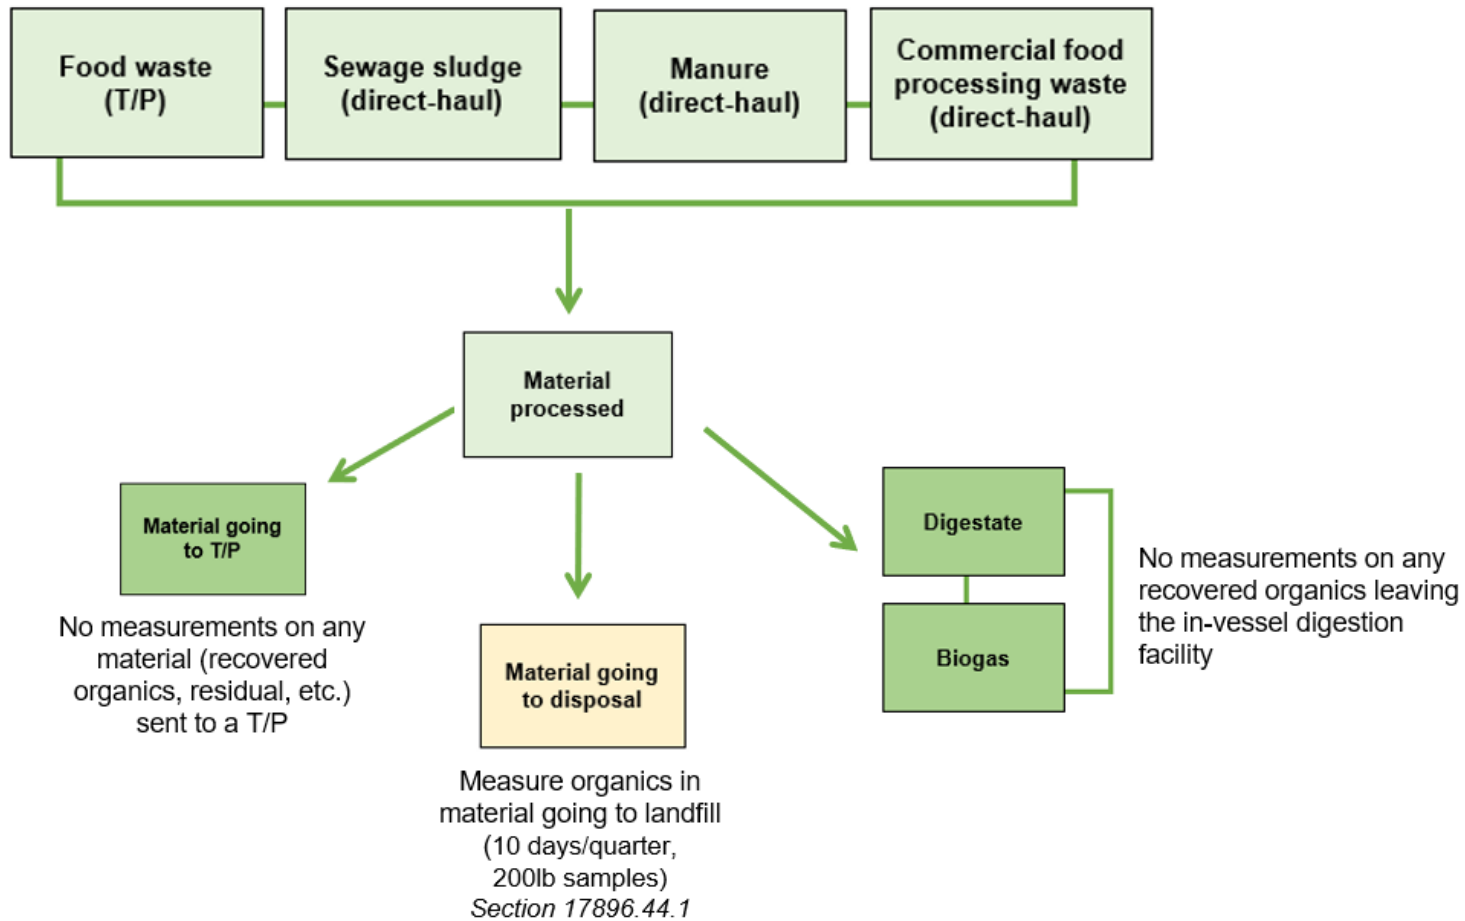 Food waste
(T/P)
Sewage sludge
(direct-haul)
Manure
(direct-haul)
Commercial food
processing waste
(direct-haul)
Material
processed
Material going
to T/P
No measurements on any
material (recovered
organics, residual, etc.)
sent to a T/P
Material going
to disposal
Measure organics in
material going to landfill
(10 days/quarter,
200lb samples)
Section 17896.44.1
Digestate
Biogas
No measurements on any
recovered organics leaving
the in-vessel digestion
facility